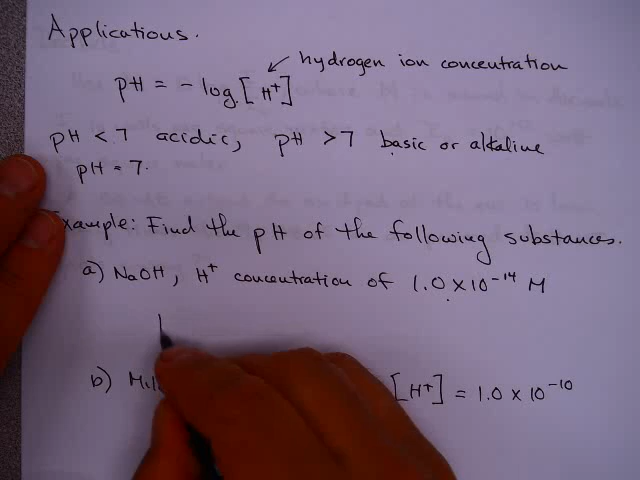 Applications.
hydrogen ion concentration
pH = - log [H⁺]
pH < 7 acidic, pH > 7 basic or alkaline
pH = 7.
Example: Find the pH of the following substances.
a) NaOH, H⁺ concentration of 1.0 × 10⁻¹⁴ M
b) [H⁺] = 1.0 × 10⁻¹⁰